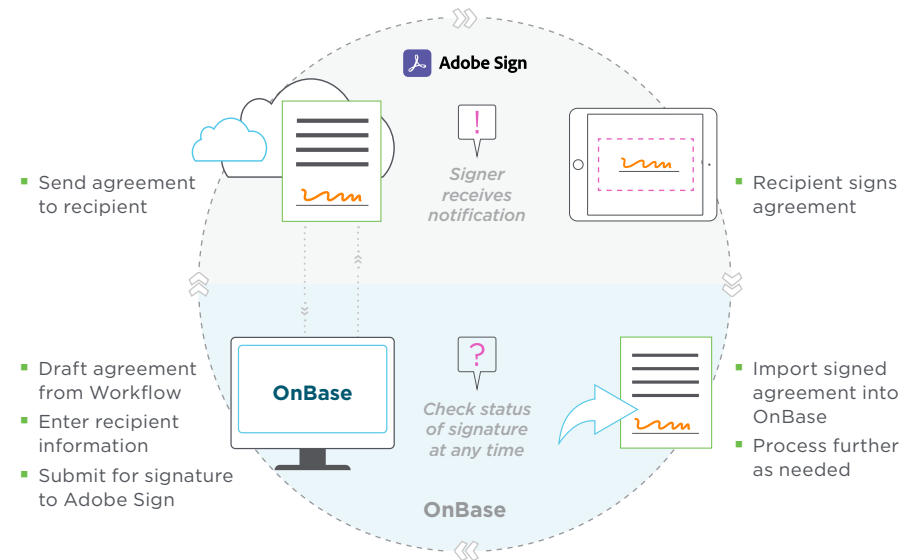 Adobe Sign
Send agreement
to recipient
!
Signer
receives
notification
Recipient signs
agreement
Draft agreement
from Workflow
Enter recipient
information
Submit for signature
to Adobe Sign
OnBase
?
Check status
of signature
at any time
Import signed
agreement into
OnBase
Process further
as needed
OnBase